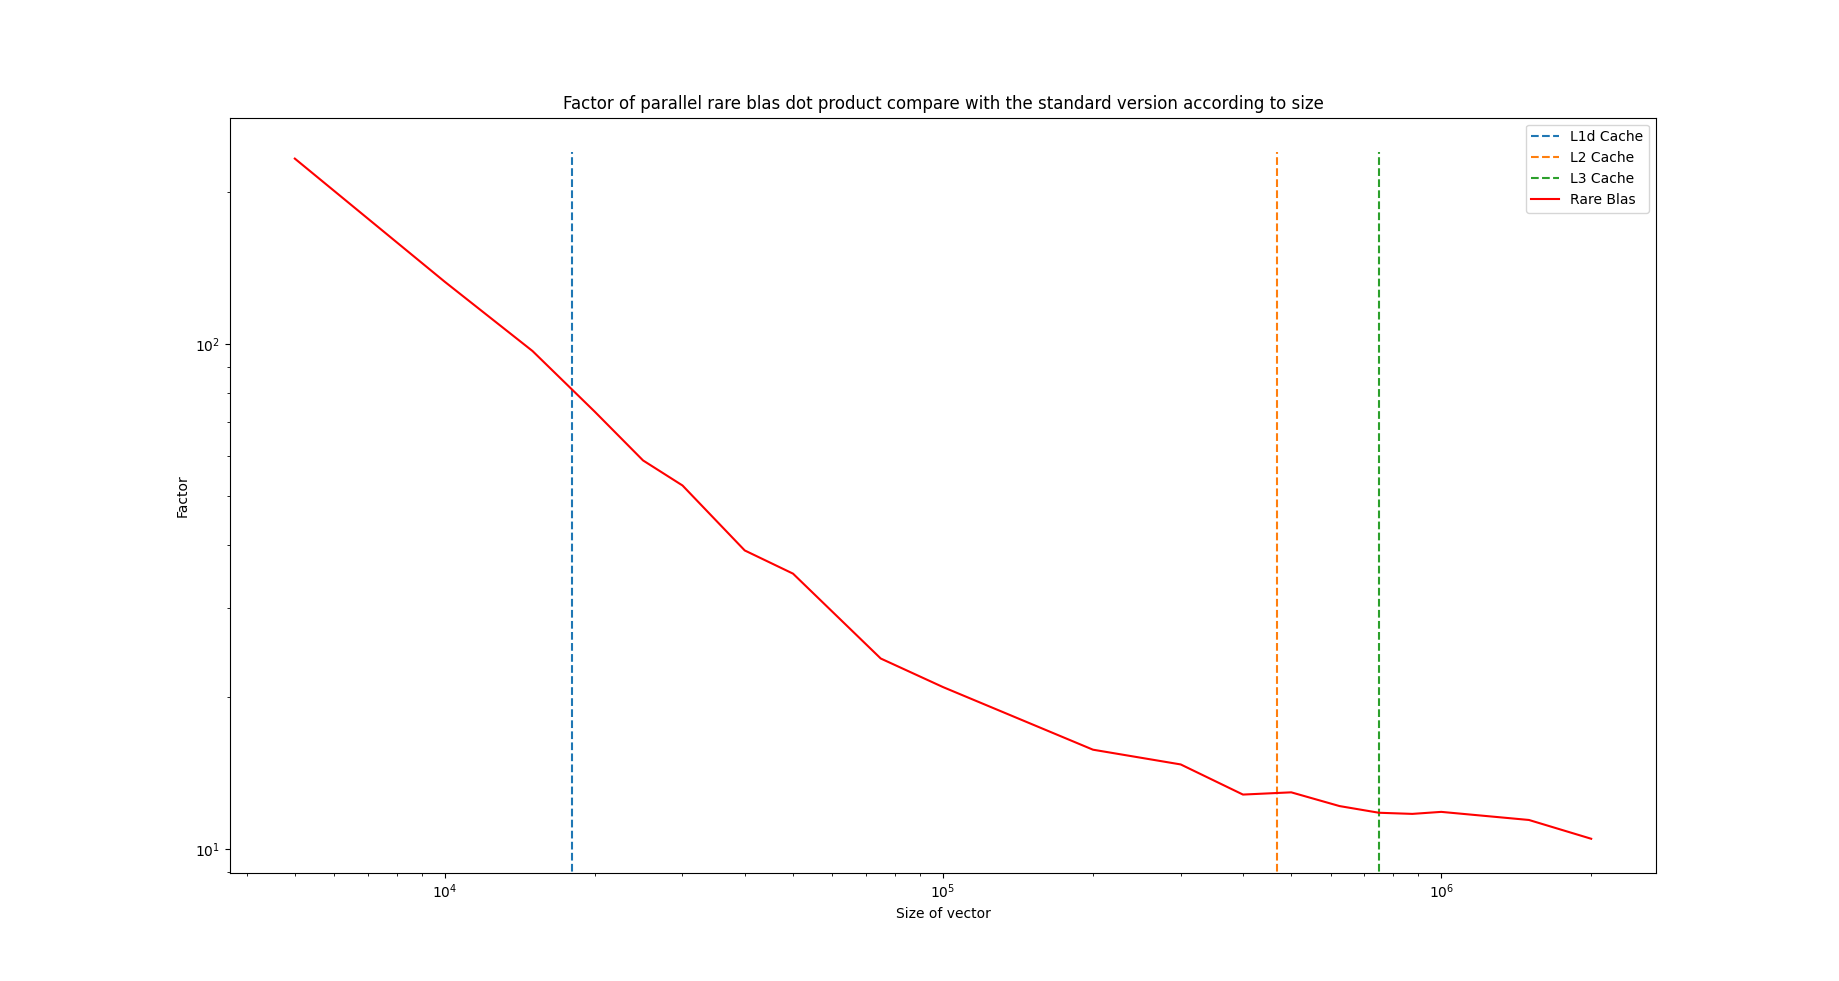 Factor of parallel rare blas dot product compare with the standard version according to size
L1d Cache
L2 Cache
L3 Cache
Rare Blas
Factor
10²
10¹
10⁴
10⁵
10⁶
Size of vector